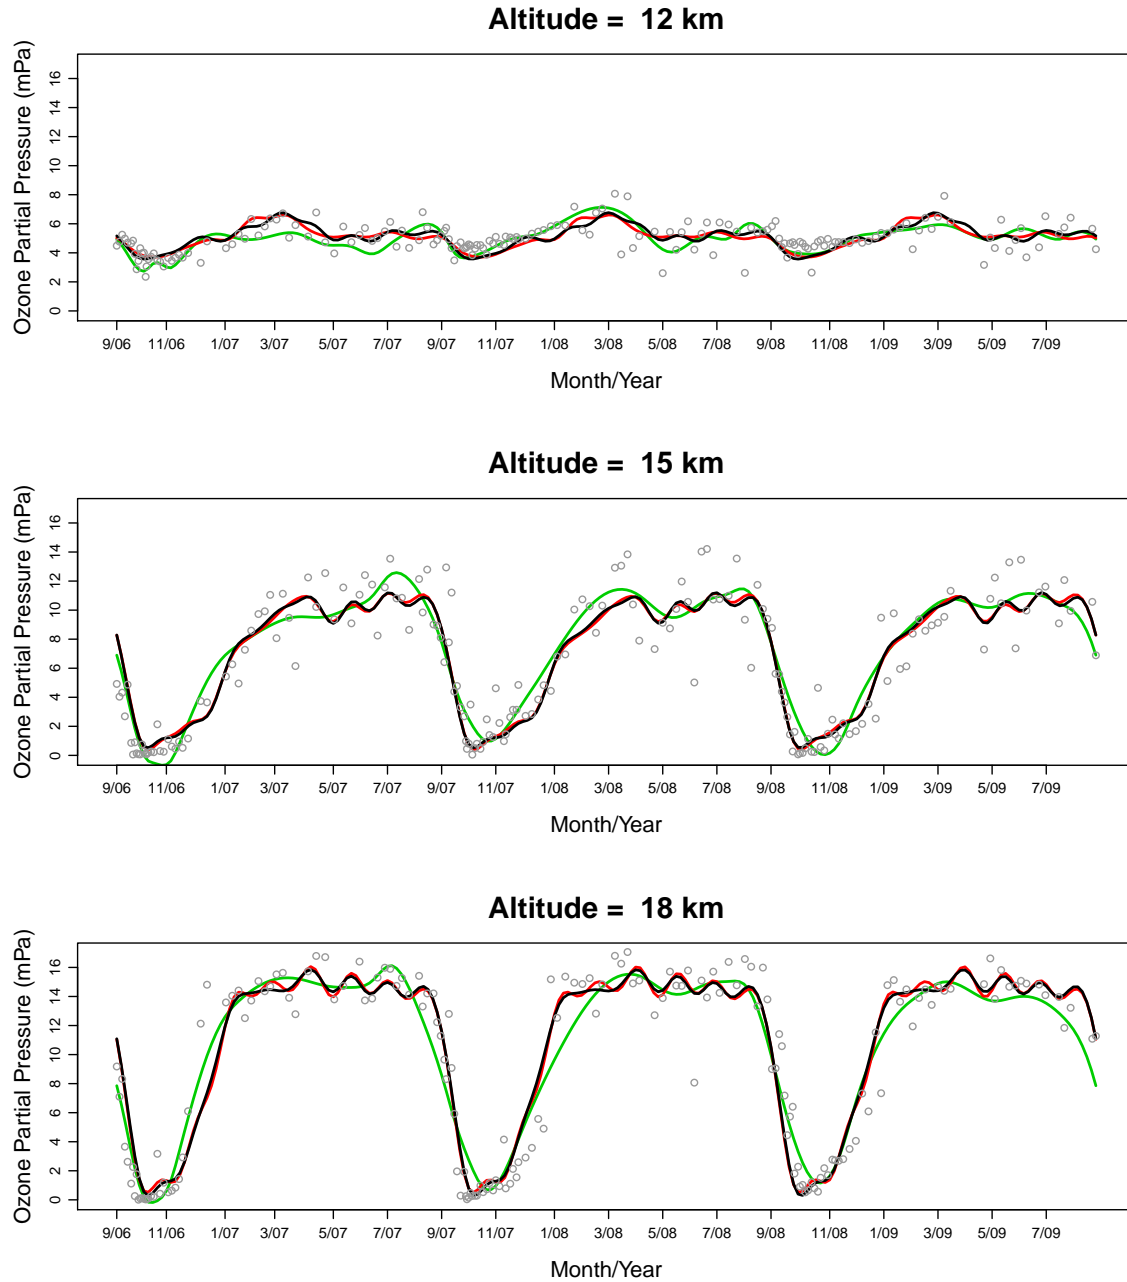 Altitude = 12 km
Ozone Partial Pressure (mPa)
16
14
12
10
8
6
4
2
0
9/06 11/06 1/07 3/07 5/07 7/07 9/07 11/07 1/08 3/08 5/08 7/08 9/08 11/08 1/09 3/09 5/09 7/09
Month/Year
Altitude = 15 km
Ozone Partial Pressure (mPa)
16
14
12
10
8
6
4
2
0
9/06 11/06 1/07 3/07 5/07 7/07 9/07 11/07 1/08 3/08 5/08 7/08 9/08 11/08 1/09 3/09 5/09 7/09
Month/Year
Altitude = 18 km
Ozone Partial Pressure (mPa)
16
14
12
10
8
6
4
2
0
9/06 11/06 1/07 3/07 5/07 7/07 9/07 11/07 1/08 3/08 5/08 7/08 9/08 11/08 1/09 3/09 5/09 7/09
Month/Year